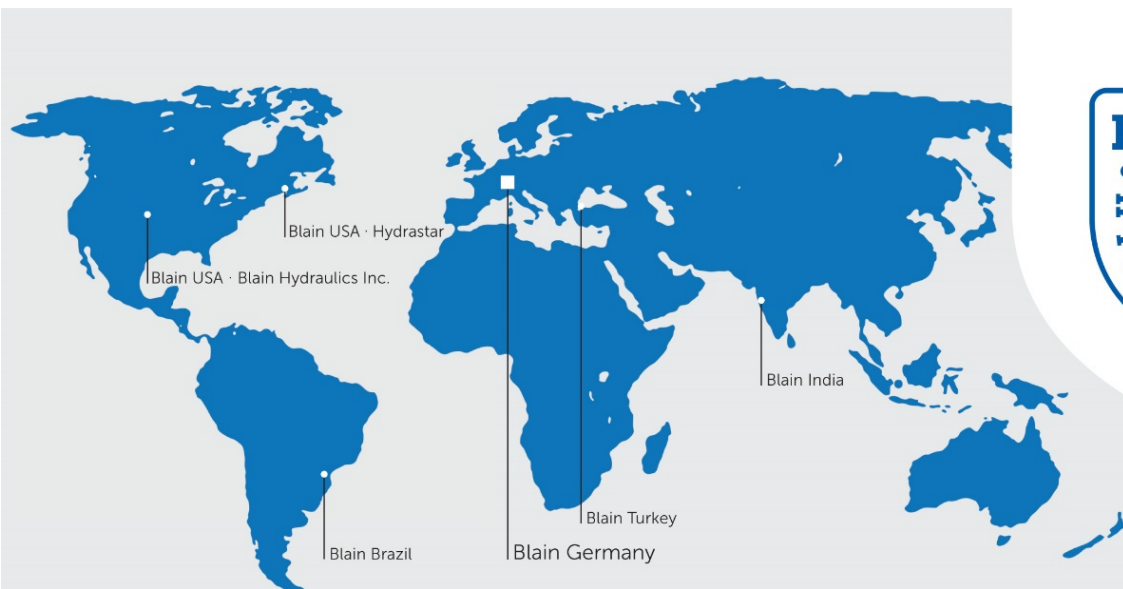 Blain USA · Hydrastar
Blain USA · Blain Hydraulics Inc.
Blain India
Blain Turkey
Blain Germany
Blain Brazil